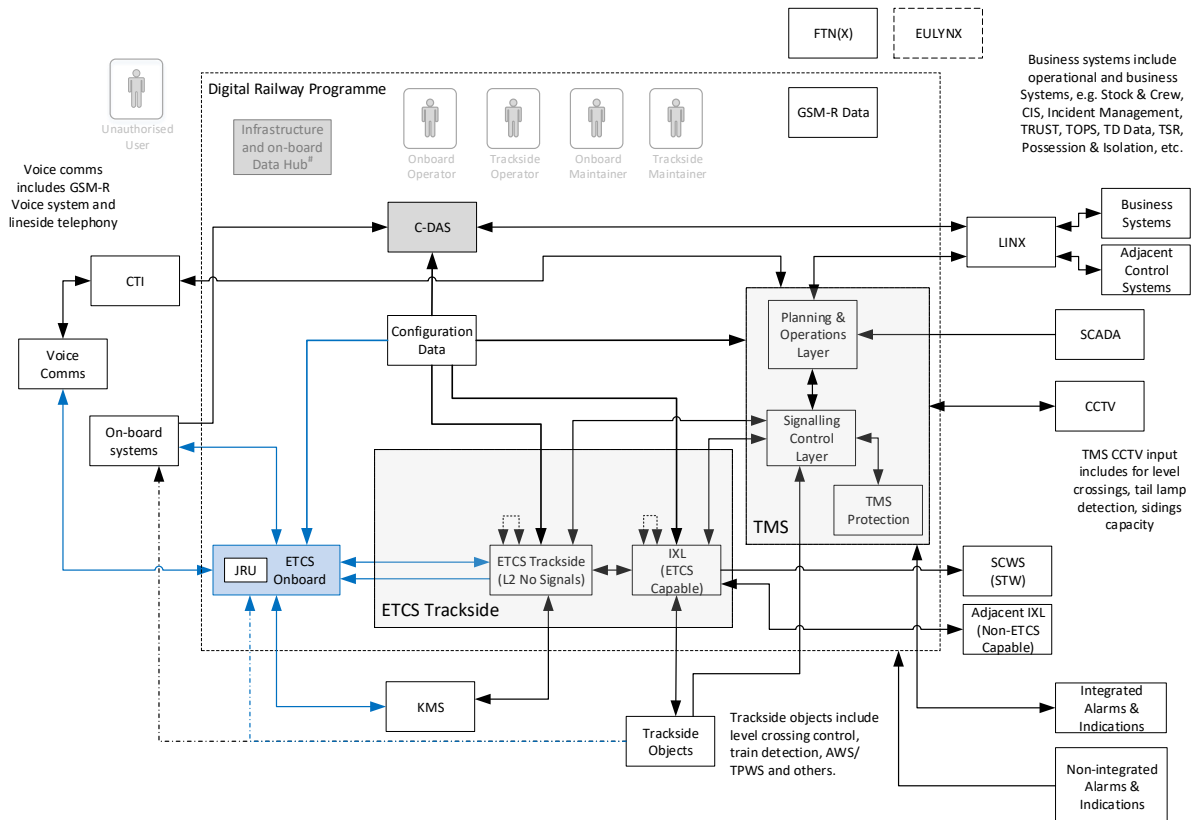 FTN(X)
EULYNX
Business systems include
operational and business
Systems, e.g. Stock & Crew,
CIS, Incident Management,
TRUST, TOPS, TD Data, TSR,
Possession & Isolation, etc.
Unauthorised
User
Digital Railway Programme
Infrastructure
and on-board
Data Hub#
Onboard
Operator
Trackside
Operator
Onboard
Maintainer
Trackside
Maintainer
GSM-R Data
Voice comms
includes GSM-R
Voice system and
lineside telephony
C-DAS
LINX
Business
Systems
Adjacent
Control
Systems
CTI
Voice
Comms
Configuration
Data
Planning &
Operations
Layer
SCADA
On-board
systems
Signalling
Control
Layer
CCTV
TMS
Protection
TMS
TMS CCTV input
includes for level
crossings, tail lamp
detection, sidings
capacity
JRU
ETCS
Onboard
ETCS Trackside
(L2 No Signals)
IXL
(ETCS
Capable)
ETCS Trackside
SCWS
(STW)
Adjacent IXL
(Non-ETCS
Capable)
KMS
Trackside
Objects
Trackside objects include
level crossing control,
train detection, AWS/
TPWS and others.
Integrated
Alarms &
Indications
Non-integrated
Alarms &
Indications